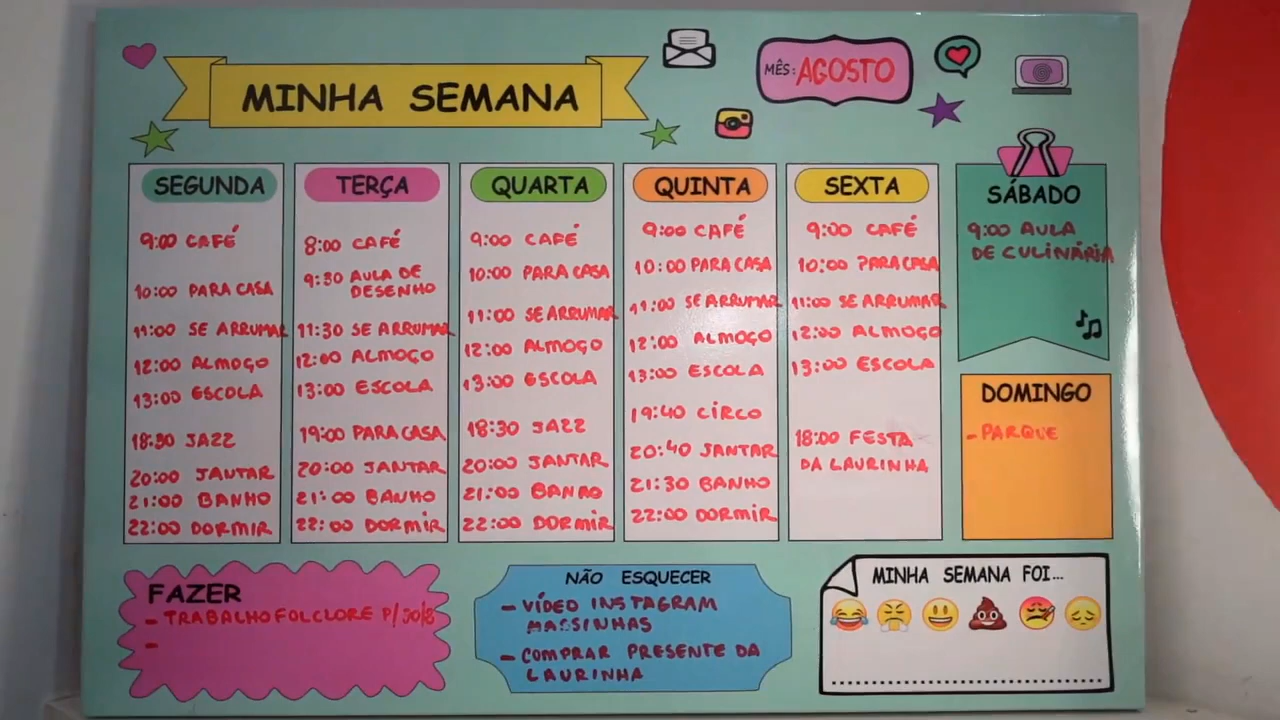 MINHA SEMANA
MÊS: AGOSTO
SEGUNDA
9:00 CAFÉ
10:00 PARA CASA
11:00 SE ARRUMAR
12:00 ALMOÇO
13:00 ESCOLA
18:30 JAZZ
20:00 JANTAR
21:00 BANHO
22:00 DORMIR
TERÇA
8:00 CAFÉ
9:30 AULA DE
DESENHO
11:30 SE ARRUMAR
12:00 ALMOÇO
13:00 ESCOLA
19:00 PARA CASA
20:00 JANTAR
21:00 BANHO
22:00 DORMIR
QUARTA
9:00 CAFÉ
10:00 PARA CASA
11:00 SE ARRUMAR
12:00 ALMOÇO
13:00 ESCOLA
18:30 JAZZ
20:00 JANTAR
21:00 BANHO
22:00 DORMIR
QUINTA
9:00 CAFÉ
10:00 PARA CASA
11:00 SE ARRUMAR
12:00 ALMOÇO
13:00 ESCOLA
19:40 CIRCO
20:40 JANTAR
21:30 BANHO
22:00 DORMIR
SEXTA
9:00 CAFÉ
10:00 PARA CASA
11:00 SE ARRUMAR
12:00 ALMOÇO
13:00 ESCOLA
18:00 FESTA
DA LAURINHA
SÁBADO
9:00 AULA
DE CULINÁRIA
DOMINGO
- PARQUE
FAZER
- TRABALHO FOLCLORE P/ 30/8
-
NÃO ESQUECER
- VÍDEO INSTAGRAM
MASSINHAS
- COMPRAR PRESENTE DA
LAURINHA
MINHA SEMANA FOI...